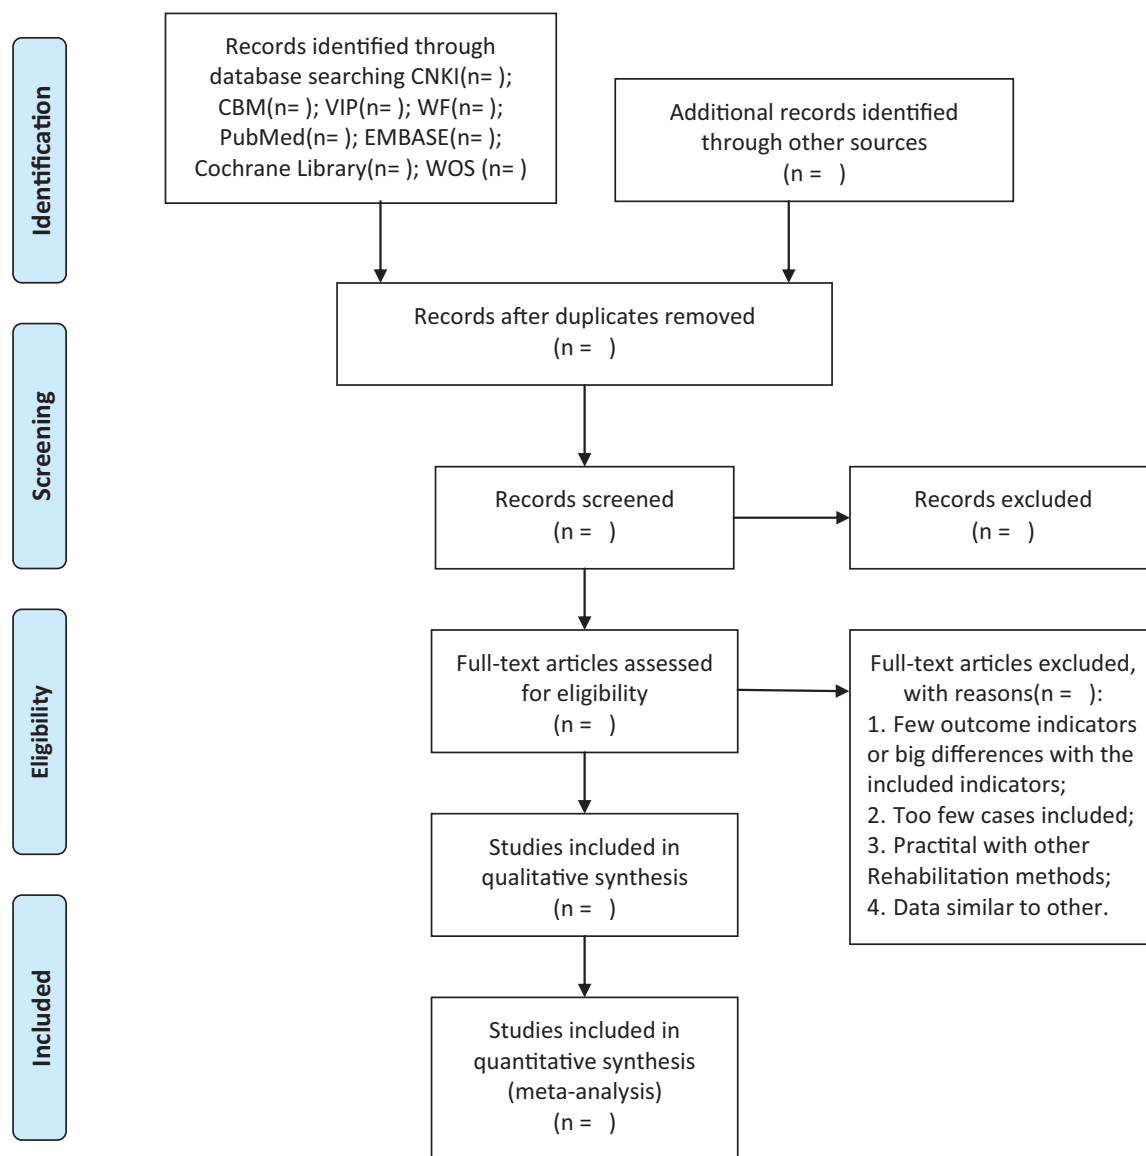 Identification
Records identified through
database searching CNKI(n= );
CBM(n= ); VIP(n= ); WF(n= );
PubMed(n= ); EMBASE(n= );
Cochrane Library(n= ); WOS (n= )
Additional records identified
through other sources
(n =   )
Records after duplicates removed
(n =   )
Screening
Records screened
(n =   )
Records excluded
(n =   )
Eligibility
Full-text articles assessed
for eligibility
(n =   )
Full-text articles excluded,
with reasons(n =   ):
1. Few outcome indicators
or big differences with the
included indicators;
2. Too few cases included;
3. Practital with other
Rehabilitation methods;
4. Data similar to other.
Studies included in
qualitative synthesis
(n =   )
Included
Studies included in
quantitative synthesis
(meta-analysis)
(n =   )